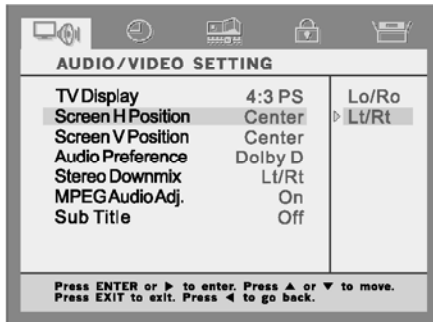 AUDIO/VIDEO SETTING
TV Display 4:3 PS
Screen H Position Center
Screen V Position Center
Audio Preference Dolby D
Stereo Downmix Lt/Rt
MPEG Audio Adj. On
Sub Title Off
Lo/Ro
▷ Lt/Rt
Press ENTER or ▶ to enter. Press ▲ or ▼ to move.
Press EXIT to exit. Press ◀ to go back.